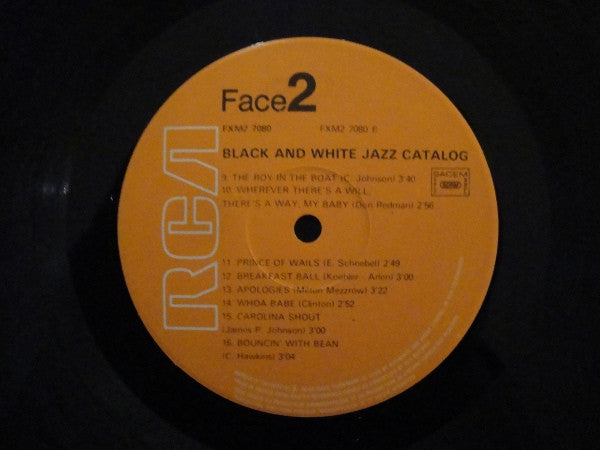 Face 2
FXM2 7080 FXM2 7080 B
BLACK AND WHITE JAZZ CATALOG
9. THE BOY IN THE BOAT (C. Johnson) 3'40
10. WHEREVER THERE'S A WILL,
THERE'S A WAY, MY BABY (Don Redman) 2'56
SACEM
RCA
11. PRINCE OF WAILS (E. Schoebel) 2'49
12. BREAKFAST BALL (Koehler - Arlen) 3'00
13. APOLOGIES (Milton Mezzrow) 3'22
14. WHOA BABE (Clinton) 2'52
15. CAROLINA SHOUT
(James P. Johnson) 3'00
16. BOUNCIN' WITH BEAN
(C. Hawkins) 3'04